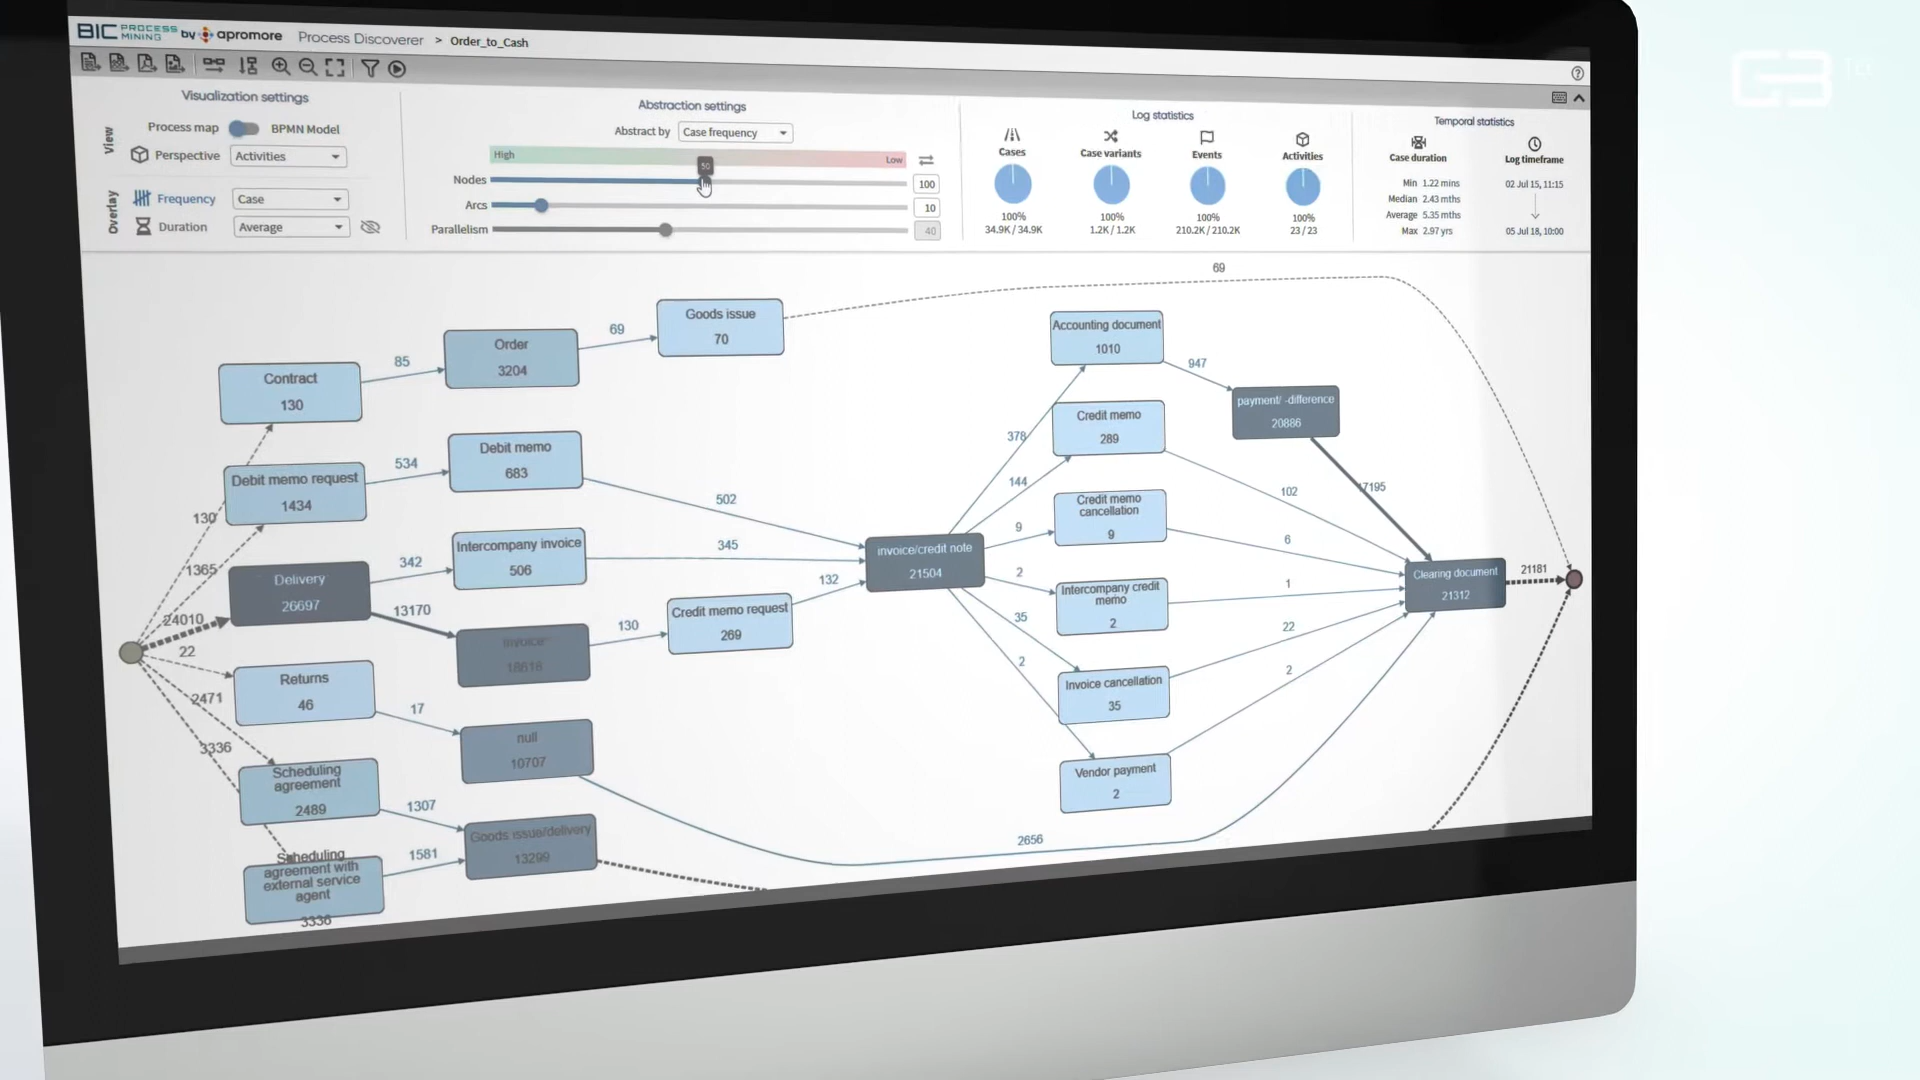 BIC PROCESS MINING by apromore Process Discoverer > Order_to_Cash
GB TEC
Visualization settings
View
Process map BPMN Model
Perspective Activities
Overlay
Frequency Case
Duration Average
Abstraction settings
Abstract by Case frequency
High Low
50
Nodes 100
Arcs 10
Parallelism 40
Log statistics
Cases Case variants Events Activities
100% 100% 100% 100%
34.9K / 34.9K 1.2K / 1.2K 210.2K / 210.2K 23 / 23
Temporal statistics
Case duration
Min 1.22 mins
Median 2.43 mths
Average 5.35 mths
Max 2.97 yrs
Log timeframe
02 Jul 15, 11:15
05 Jul 18, 10:00
69
Contract
130
85
Order
3204
69
Goods issue
70
Debit memo request
1434
534
Debit memo
683
502
Delivery
26697
342
Intercompany invoice
506
345
13170
invoice
18616
130
Credit memo request
269
132
130
1365
24010
22
2471
3336
Returns
46
17
null
10707
2656
Scheduling
agreement
2489
1307
Goods issue/delivery
13299
Scheduling
agreement with
external service
agent
3336
1581
invoice/credit note
21504
378
144
9
2
35
2
Accounting document
1010
947
payment/ -difference
20886
17195
Credit memo
289
102
Credit memo
cancellation
9
6
Intercompany credit
memo
2
1
Invoice cancellation
35
22
Vendor payment
2
2
Clearing document
21312
21181